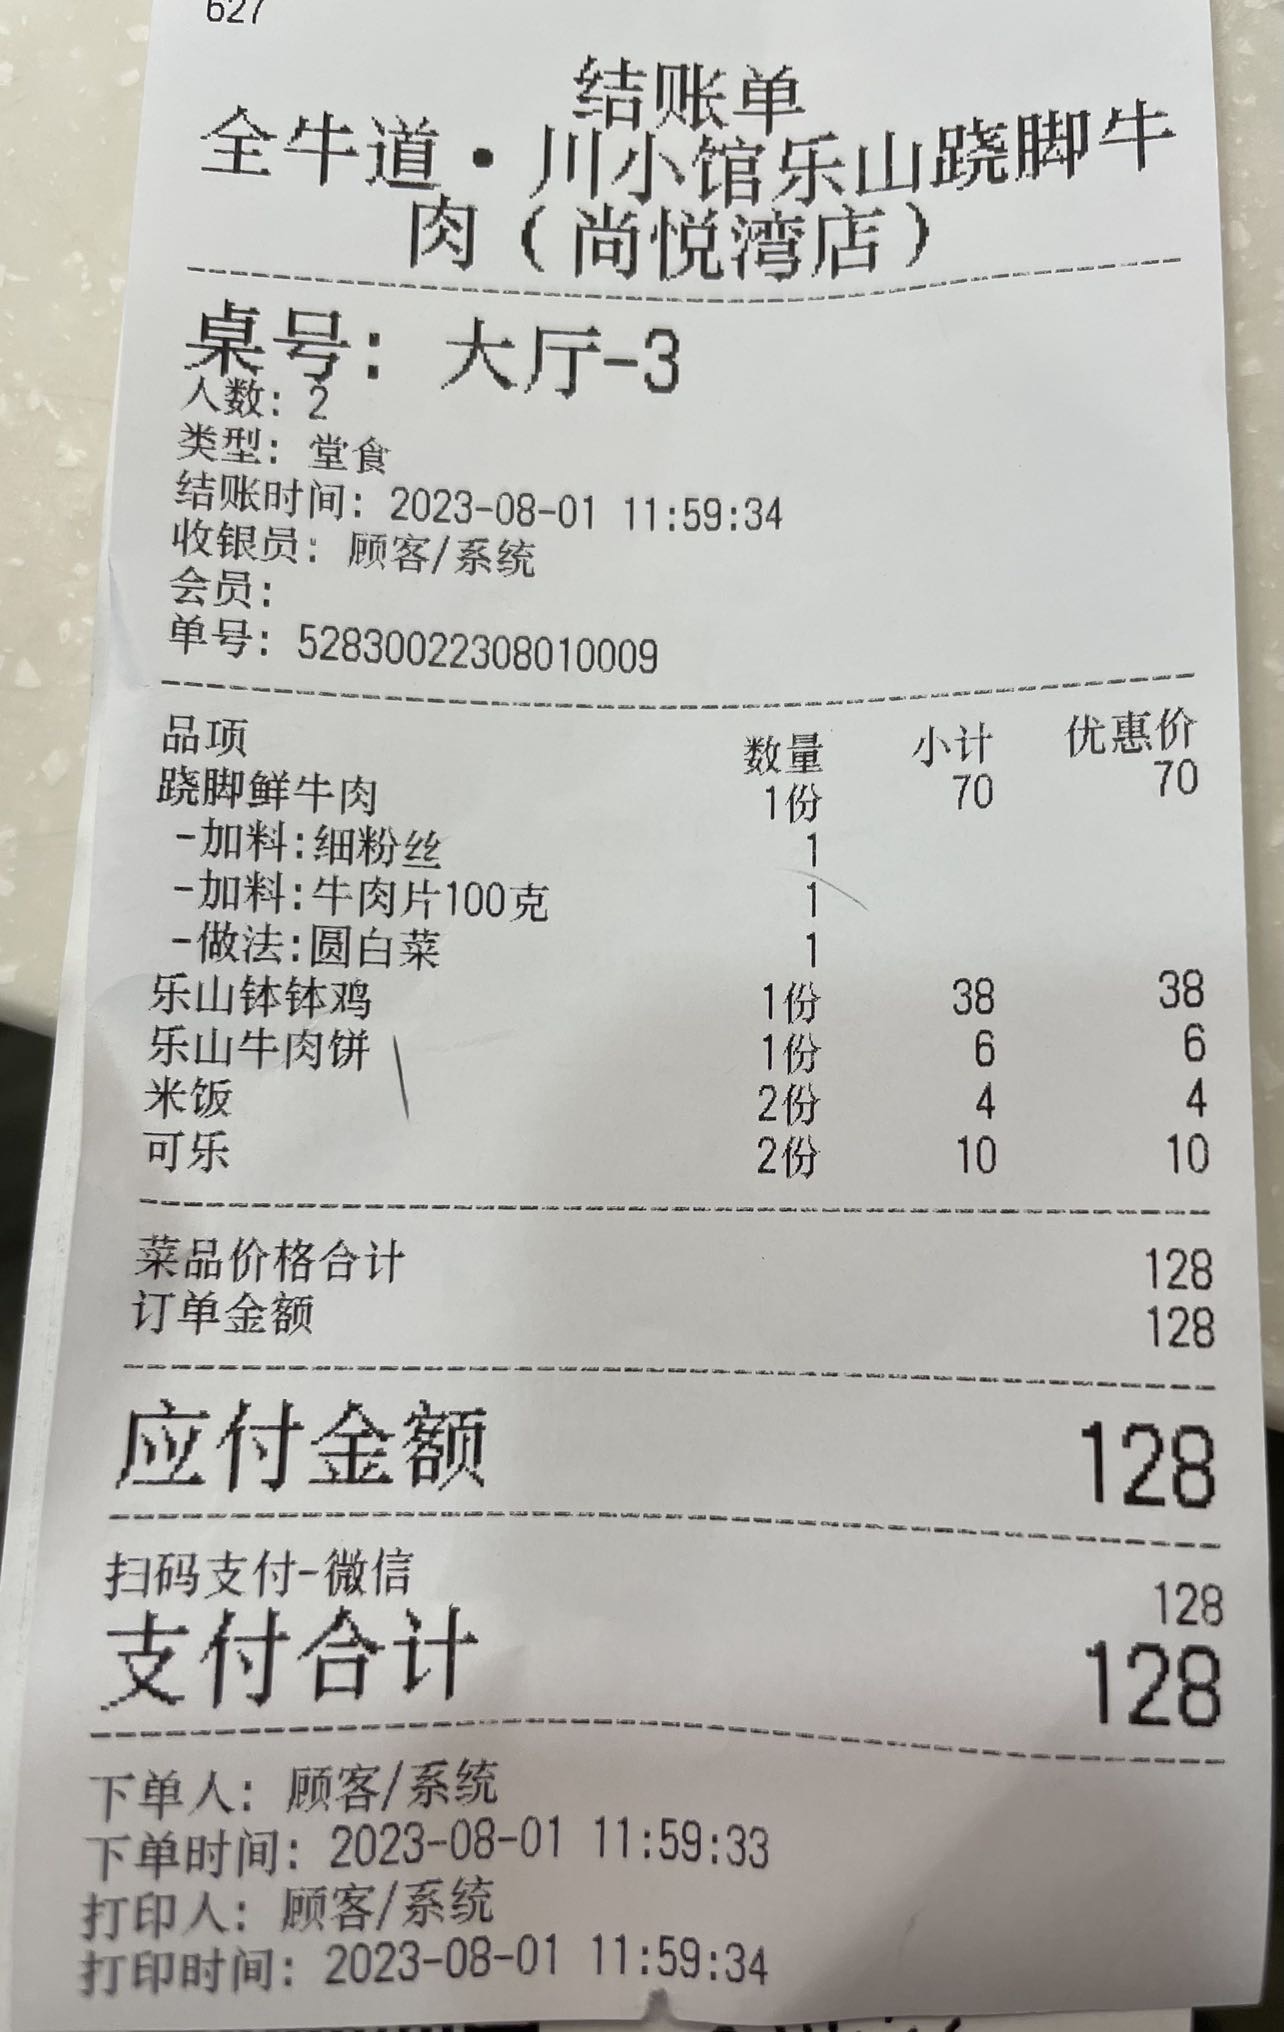 627
结账单
全牛道·川小馆乐山跷脚牛
肉（尚悦湾店）
桌号: 大厅-3
人数: 2
类型: 堂食
结账时间: 2023-08-01 11:59:34
收银员: 顾客/系统
会员:
单号: 52830022308010009
品项 数量 小计 优惠价
跷脚鲜牛肉 1份 70 70
-加料:细粉丝 1
-加料:牛肉片100克 1
-做法:圆白菜 1
乐山钵钵鸡 1份 38 38
乐山牛肉饼 1份 6 6
米饭 2份 4 4
可乐 2份 10 10
菜品价格合计 128
订单金额 128
应付金额 128
扫码支付-微信 128
支付合计 128
下单人: 顾客/系统
下单时间: 2023-08-01 11:59:33
打印人: 顾客/系统
打印时间: 2023-08-01 11:59:34